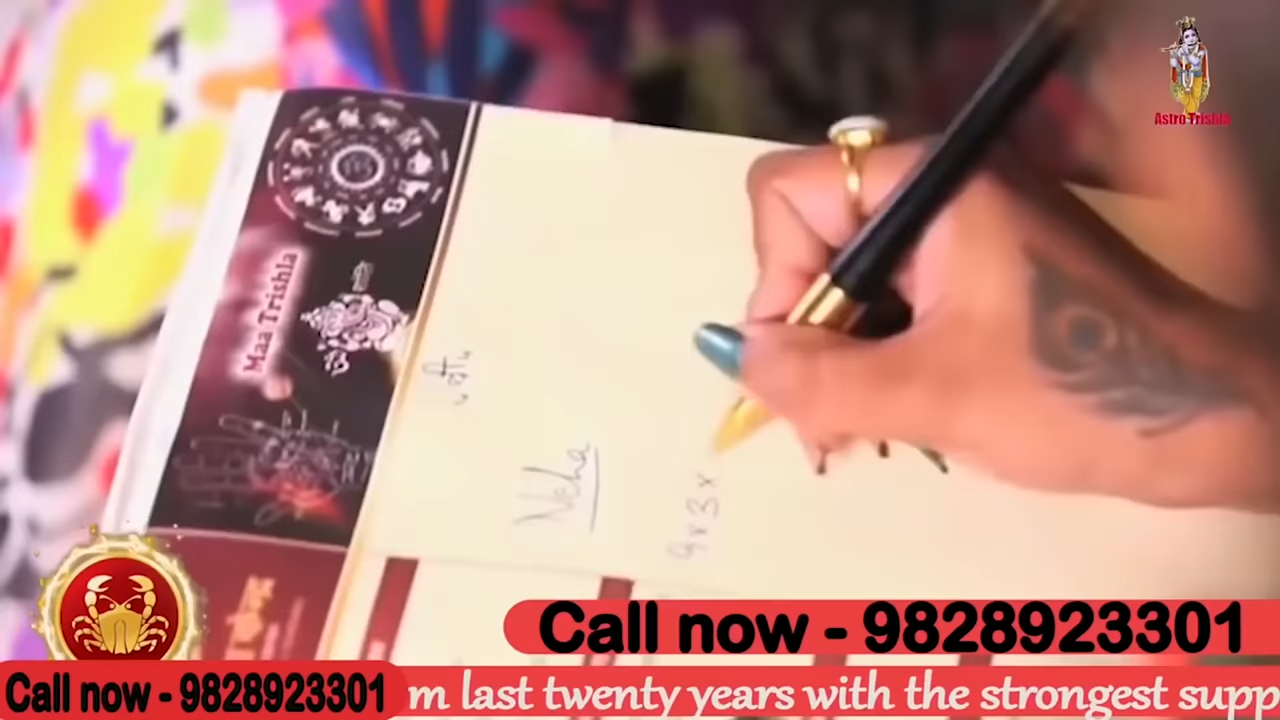 Astro Trishla
Maa Trishla
Neha
Call now - 9828923301
Call now - 9828923301
m last twenty years with the strongest supp